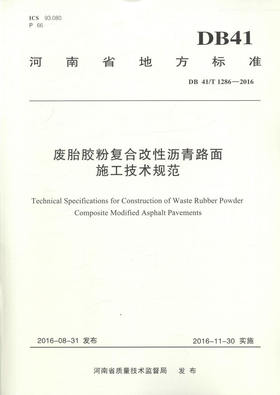 ICS 93.080
P 66
DB41
河南省地方标准
DB 41/T 1286—2016
废胎胶粉复合改性沥青路面
施工技术规范
Technical Specifications for Construction of Waste Rubber Powder
Composite Modified Asphalt Pavements
2016-08-31 发布
2016-11-30 实施
河南省质量技术监督局 发布